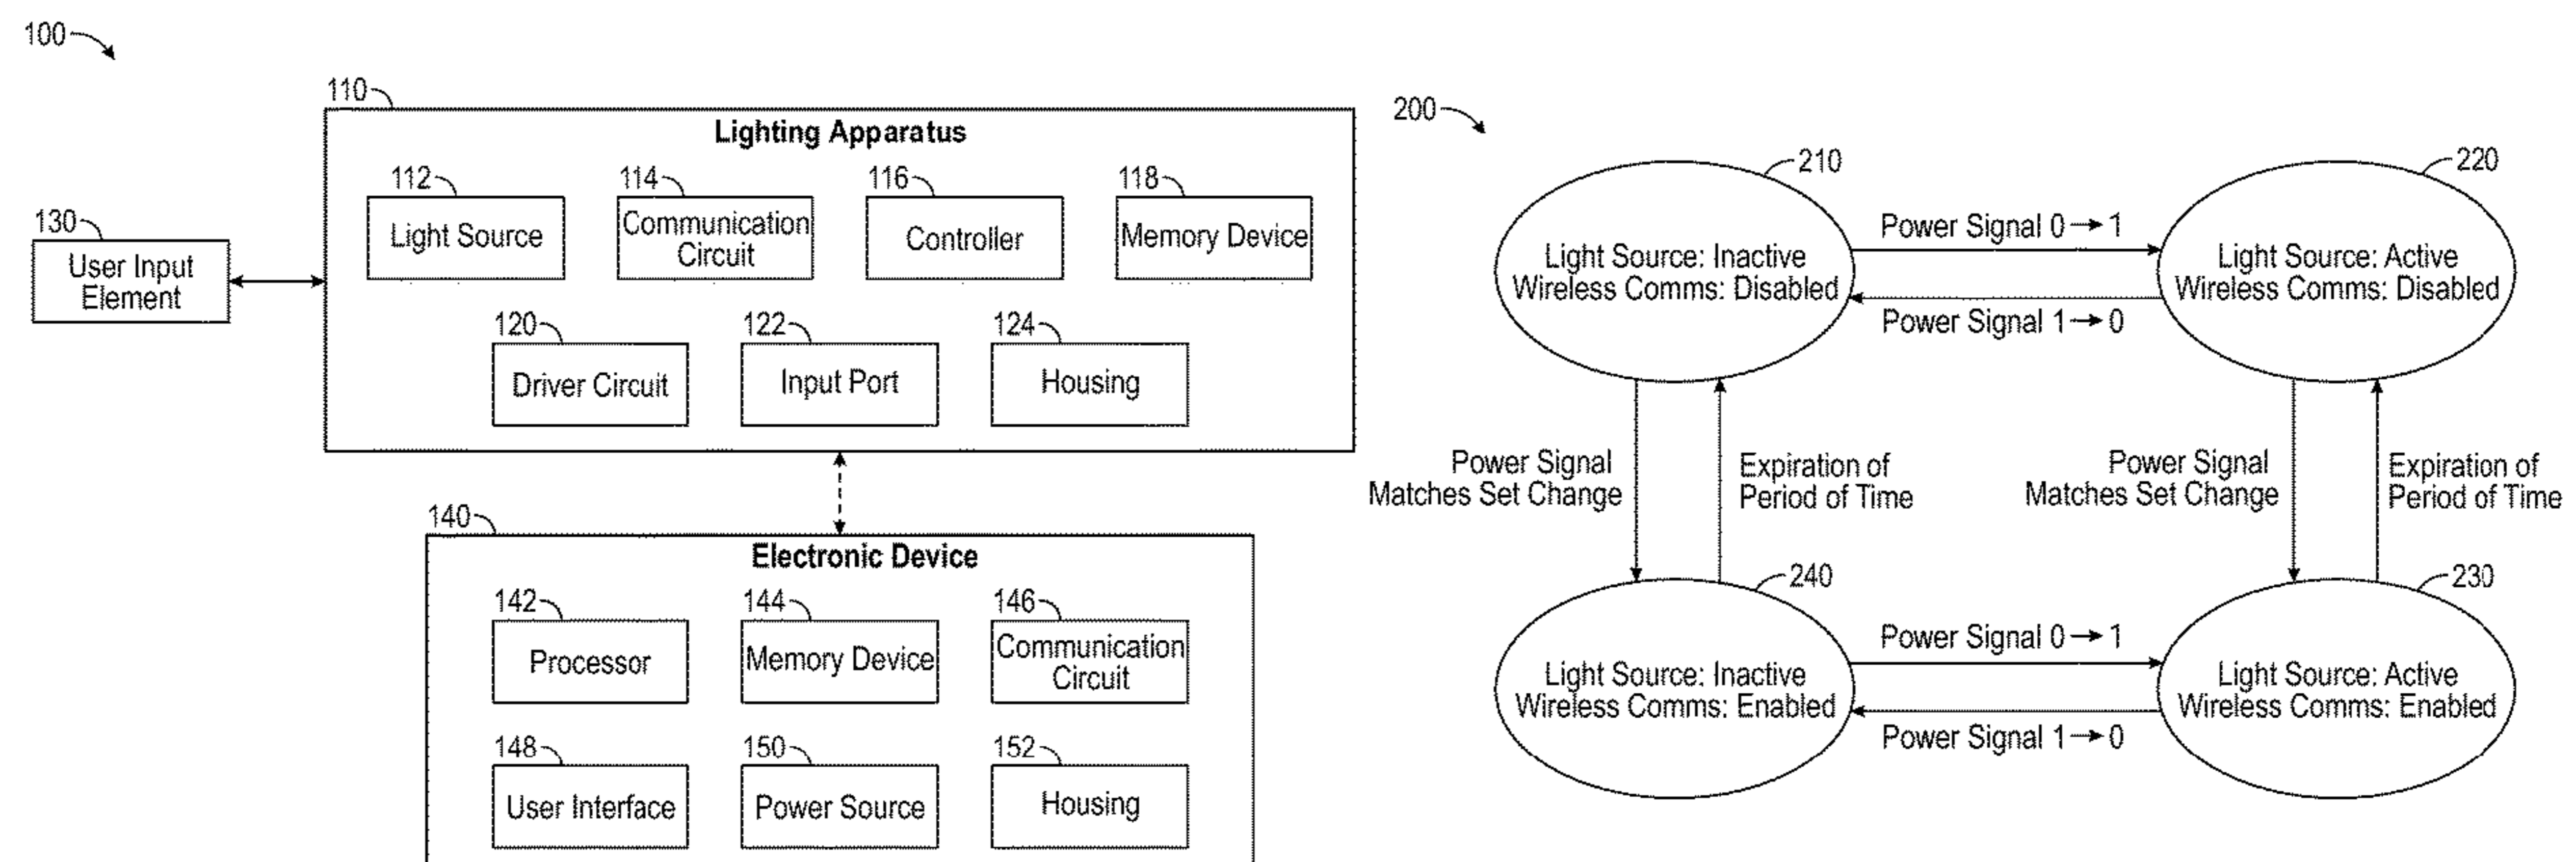 100
110
Lighting Apparatus
112
114
116
118
Light Source
Communication
Circuit
Controller
Memory Device
130
User Input
Element
120
122
124
Driver Circuit
Input Port
Housing
140
Electronic Device
142
144
146
Processor
Memory Device
Communication
Circuit
148
150
152
User Interface
Power Source
Housing
200
210
220
Light Source: Inactive
Wireless Comms: Disabled
Power Signal 0→1
Power Signal 1→0
Light Source: Active
Wireless Comms: Disabled
Power Signal
Matches Set Change
Expiration of
Period of Time
Power Signal
Matches Set Change
Expiration of
Period of Time
240
230
Light Source: Inactive
Wireless Comms: Enabled
Power Signal 0→1
Power Signal 1→0
Light Source: Active
Wireless Comms: Enabled